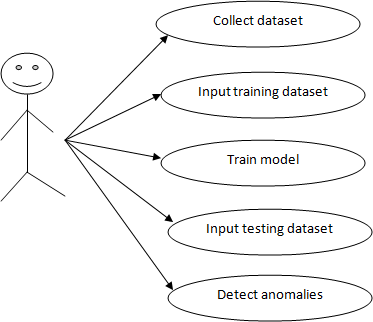 Collect dataset
Input training dataset
Train model
Input testing dataset
Detect anomalies